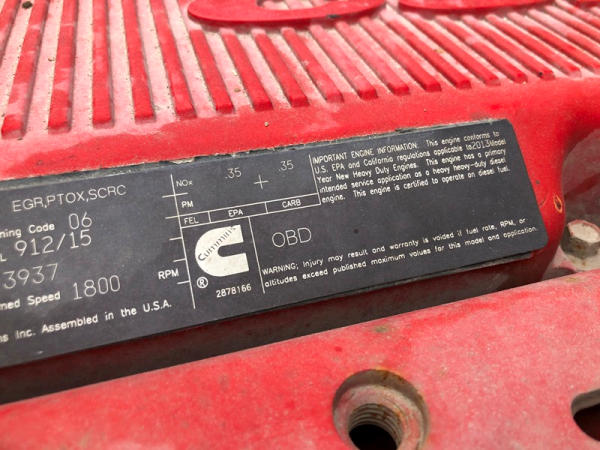 EGR,PTOX,SCRC
ning Code 06
L 912/15
3937
med Speed 1800
ns Inc. Assembled in the U.S.A.
NOx .35 + .35
PM
FEL EPA CARB
RPM
Cummins
®
2878166
OBD
IMPORTANT ENGINE INFORMATION: This engine conforms to
U.S. EPA and California regulations applicable to 2013 Model
Year New Heavy Duty Engines. This engine has a primary
intended service application as a heavy heavy-duty diesel
engine. This engine is certified to operate on diesel fuel.
WARNING: Injury may result and warranty is voided if fuel rate, RPM, or
altitudes exceed published maximum values for this model and application.